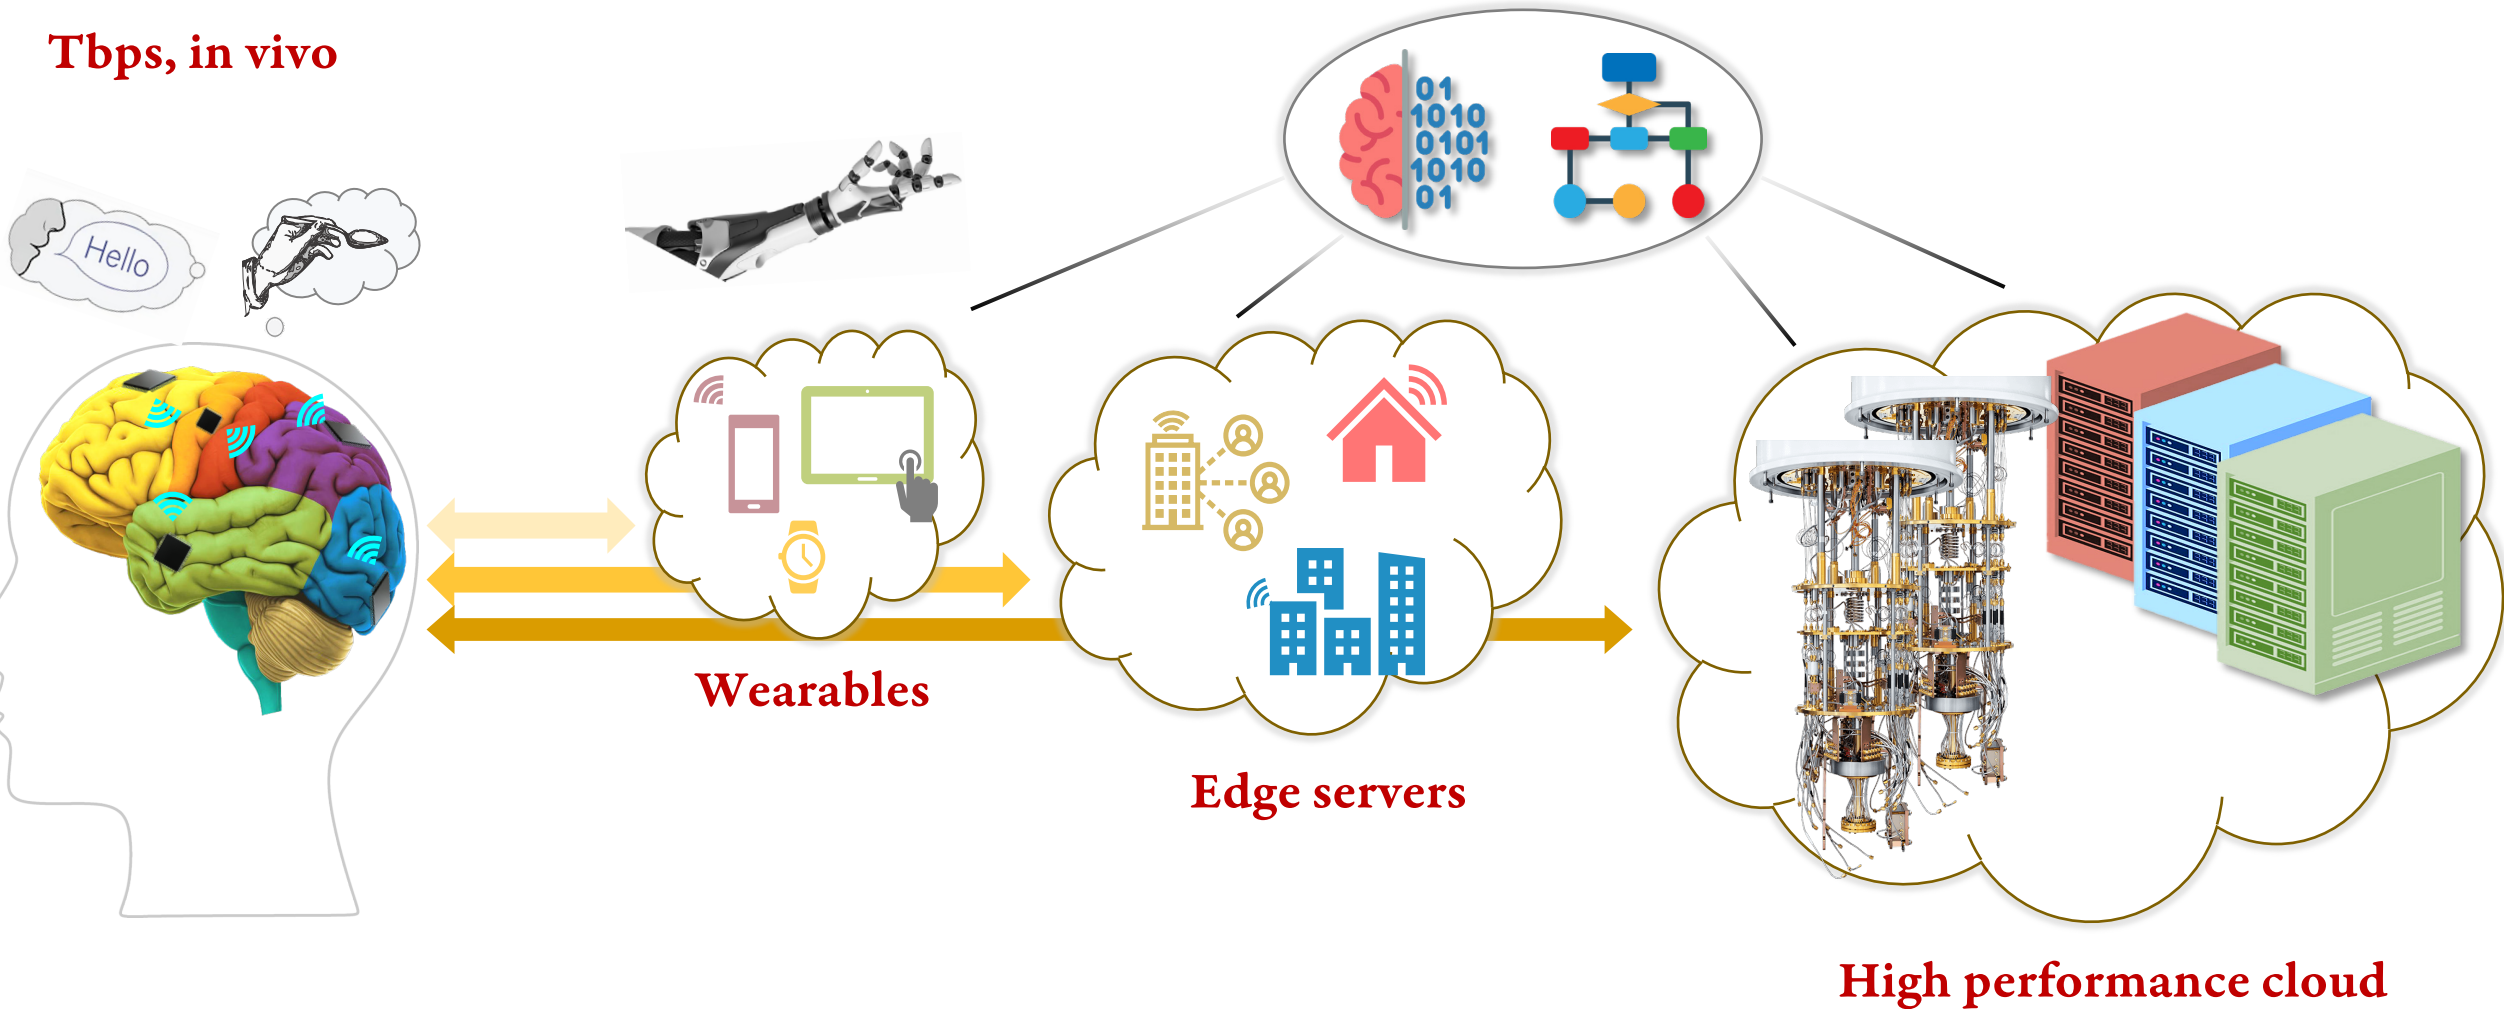 Tbps, in vivo
Hello
01
1010
0101
1010
01
Wearables
Edge servers
High performance cloud